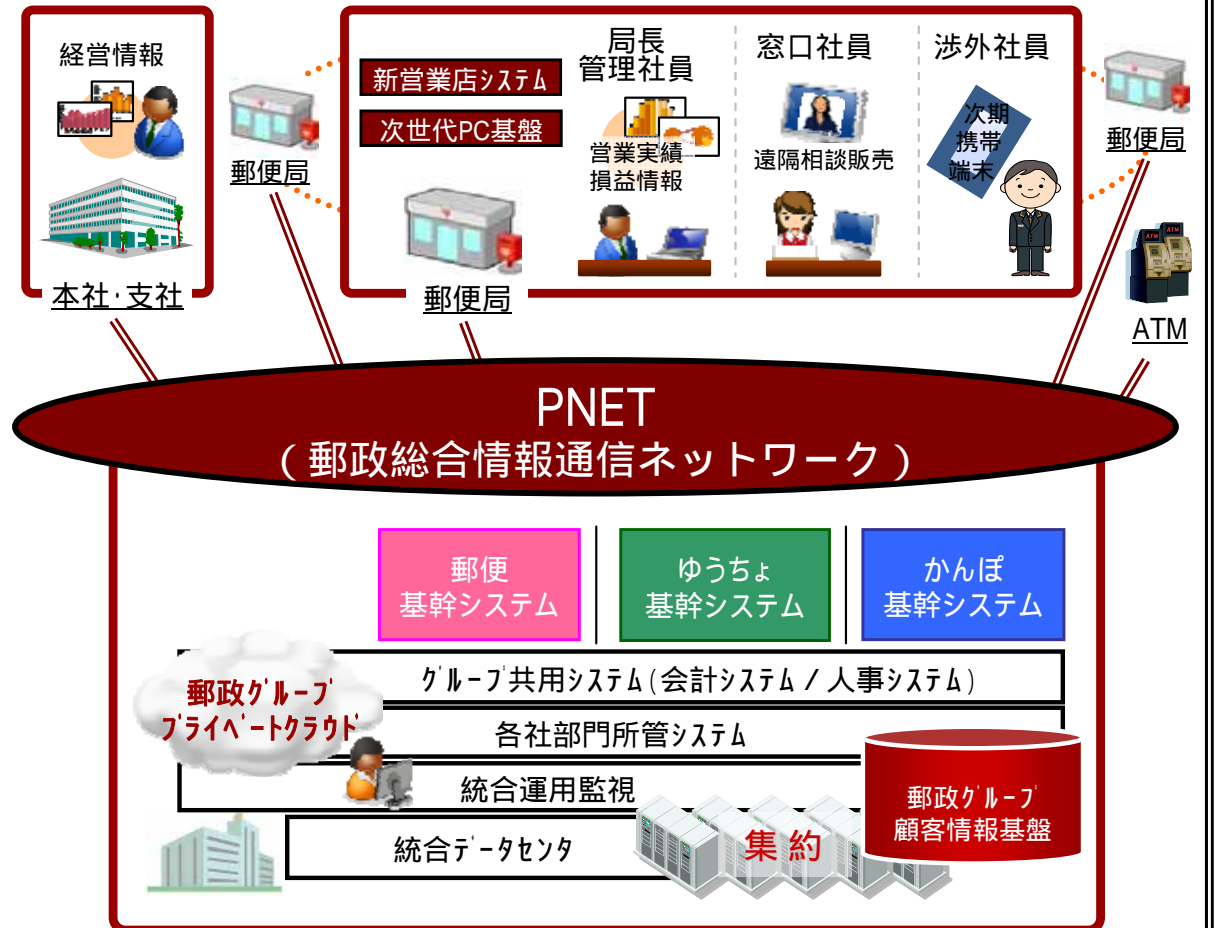 経営情報
本社･支社
郵便局
新営業店ｼｽﾃﾑ
次世代PC基盤
郵便局
局長
管理社員
営業実績
損益情報
窓口社員
遠隔相談販売
渉外社員
次期
携帯
端末
郵便局
ATM
ATM
ATM
PNET
（郵政総合情報通信ネットワーク）
郵便
基幹システム
ゆうちょ
基幹システム
かんぽ
基幹システム
郵政ｸﾞﾙｰﾌﾟ
ﾌﾟﾗｲﾍﾞｰﾄｸﾗｳﾄﾞ
ｸﾞﾙｰﾌﾟ共用ｼｽﾃﾑ(会計ｼｽﾃﾑ／人事ｼｽﾃﾑ)
各社部門所管ｼｽﾃﾑ
統合運用監視
統合ﾃﾞｰﾀｾﾝﾀ
集約
郵政ｸﾞﾙｰﾌﾟ
顧客情報基盤